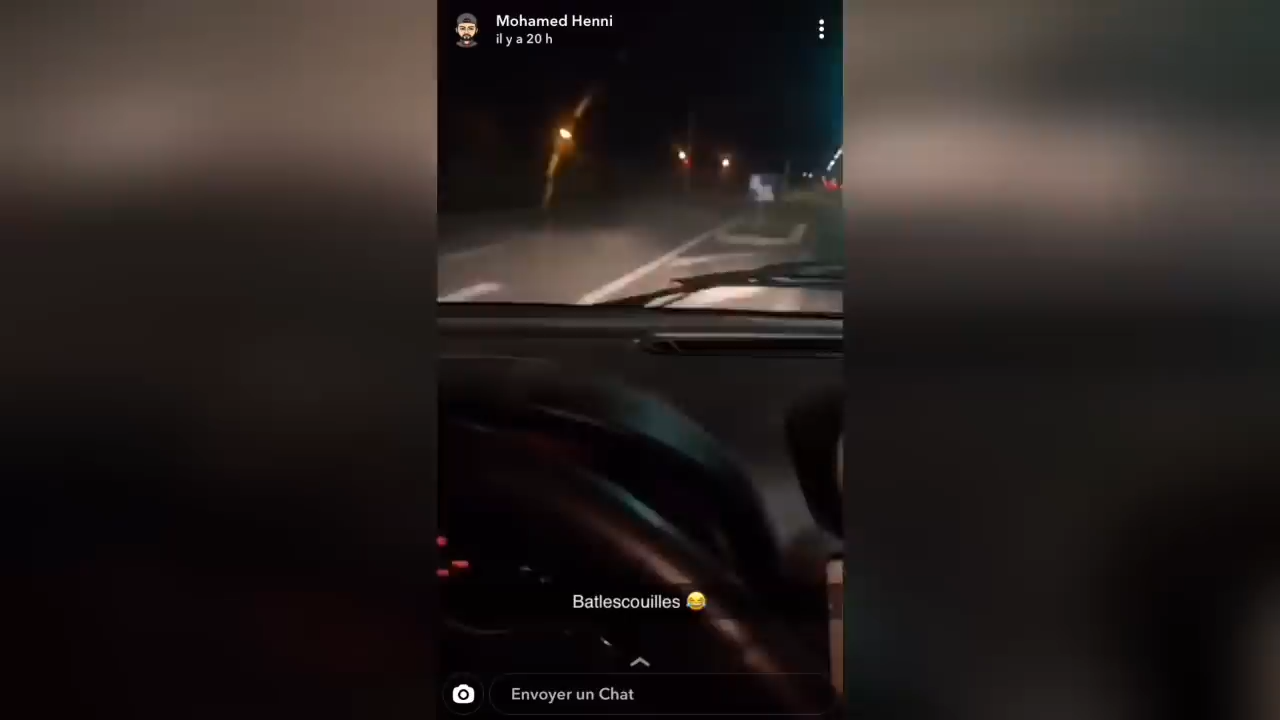 Mohamed Henni
il y a 20 h
Batlescouilles 😂
Envoyer un Chat